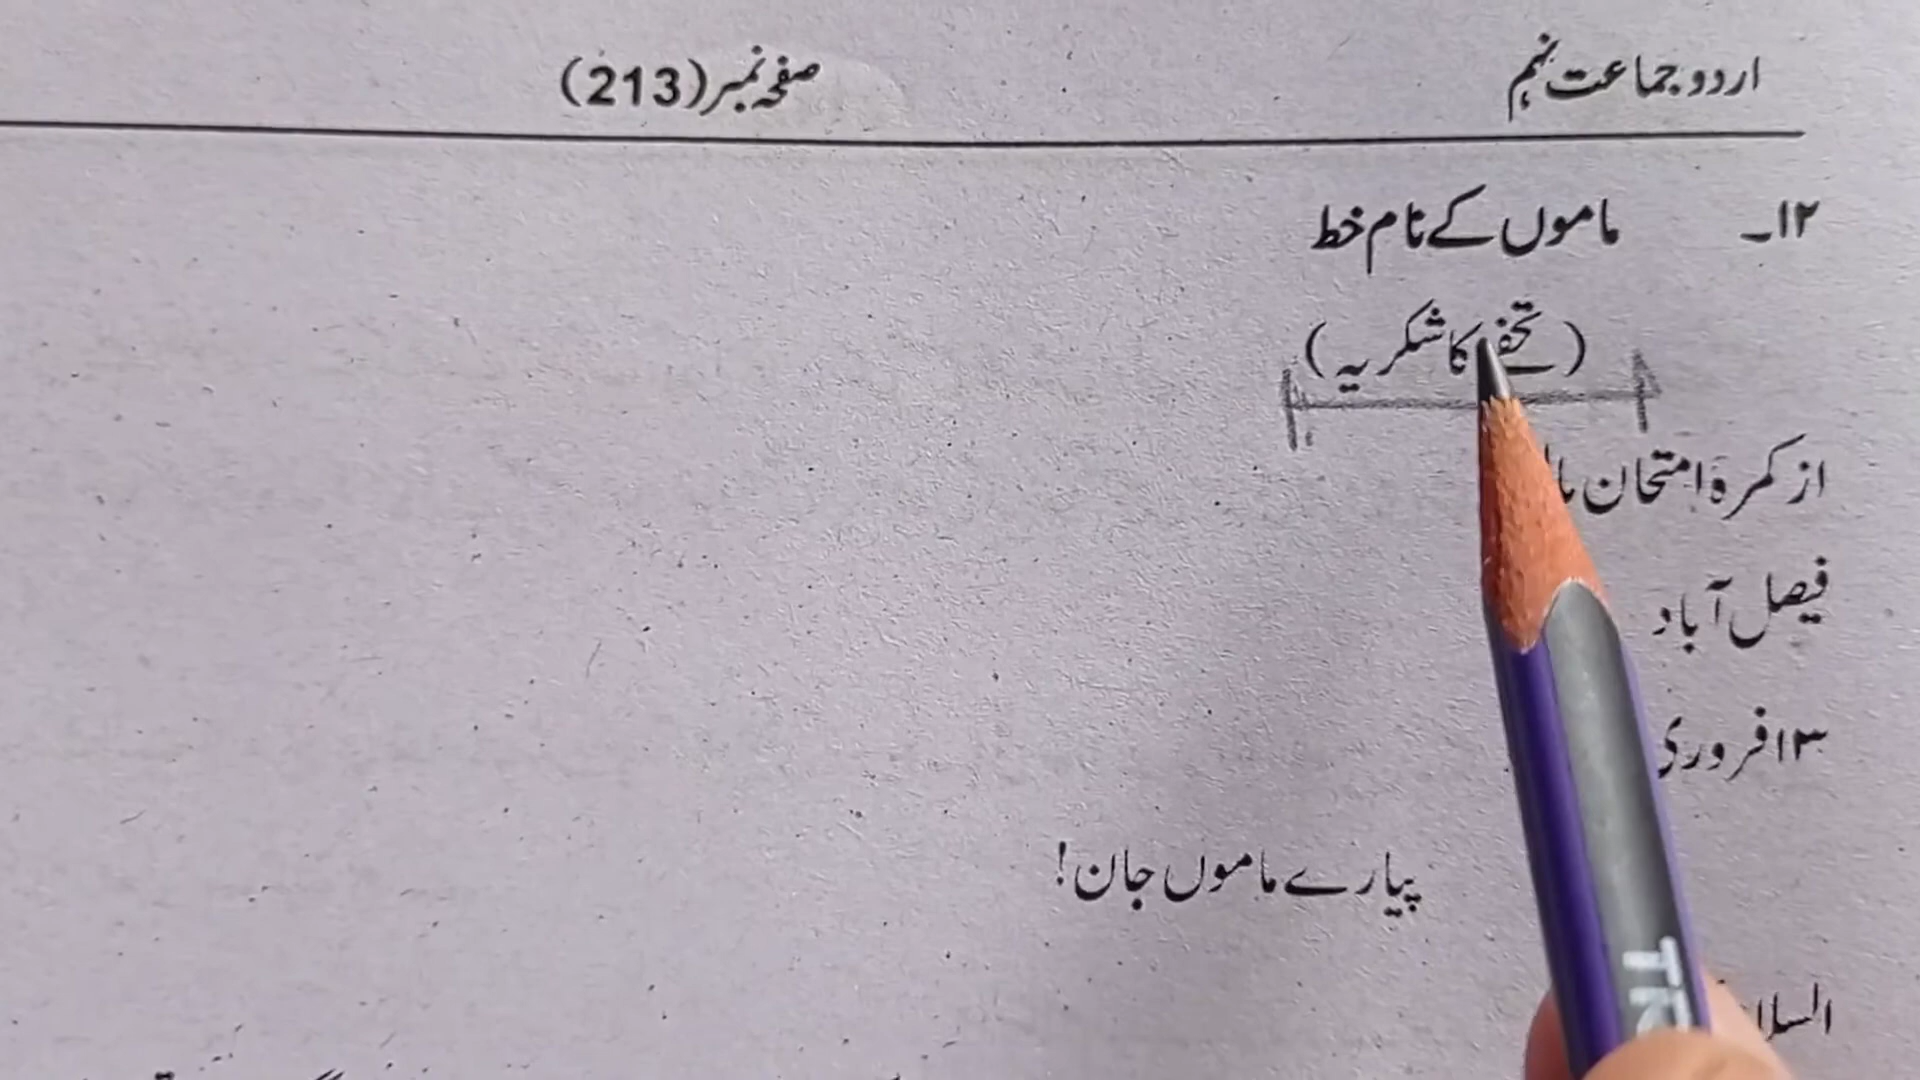 اردو جماعت نہم صفحہ نمبر (213)
۱۲۔ ماموں کے نام خط
(تحفے کا شکریہ)
از کمرۂ امتحان
فیصل آباد
۱۳ فروری
پیارے ماموں جان!